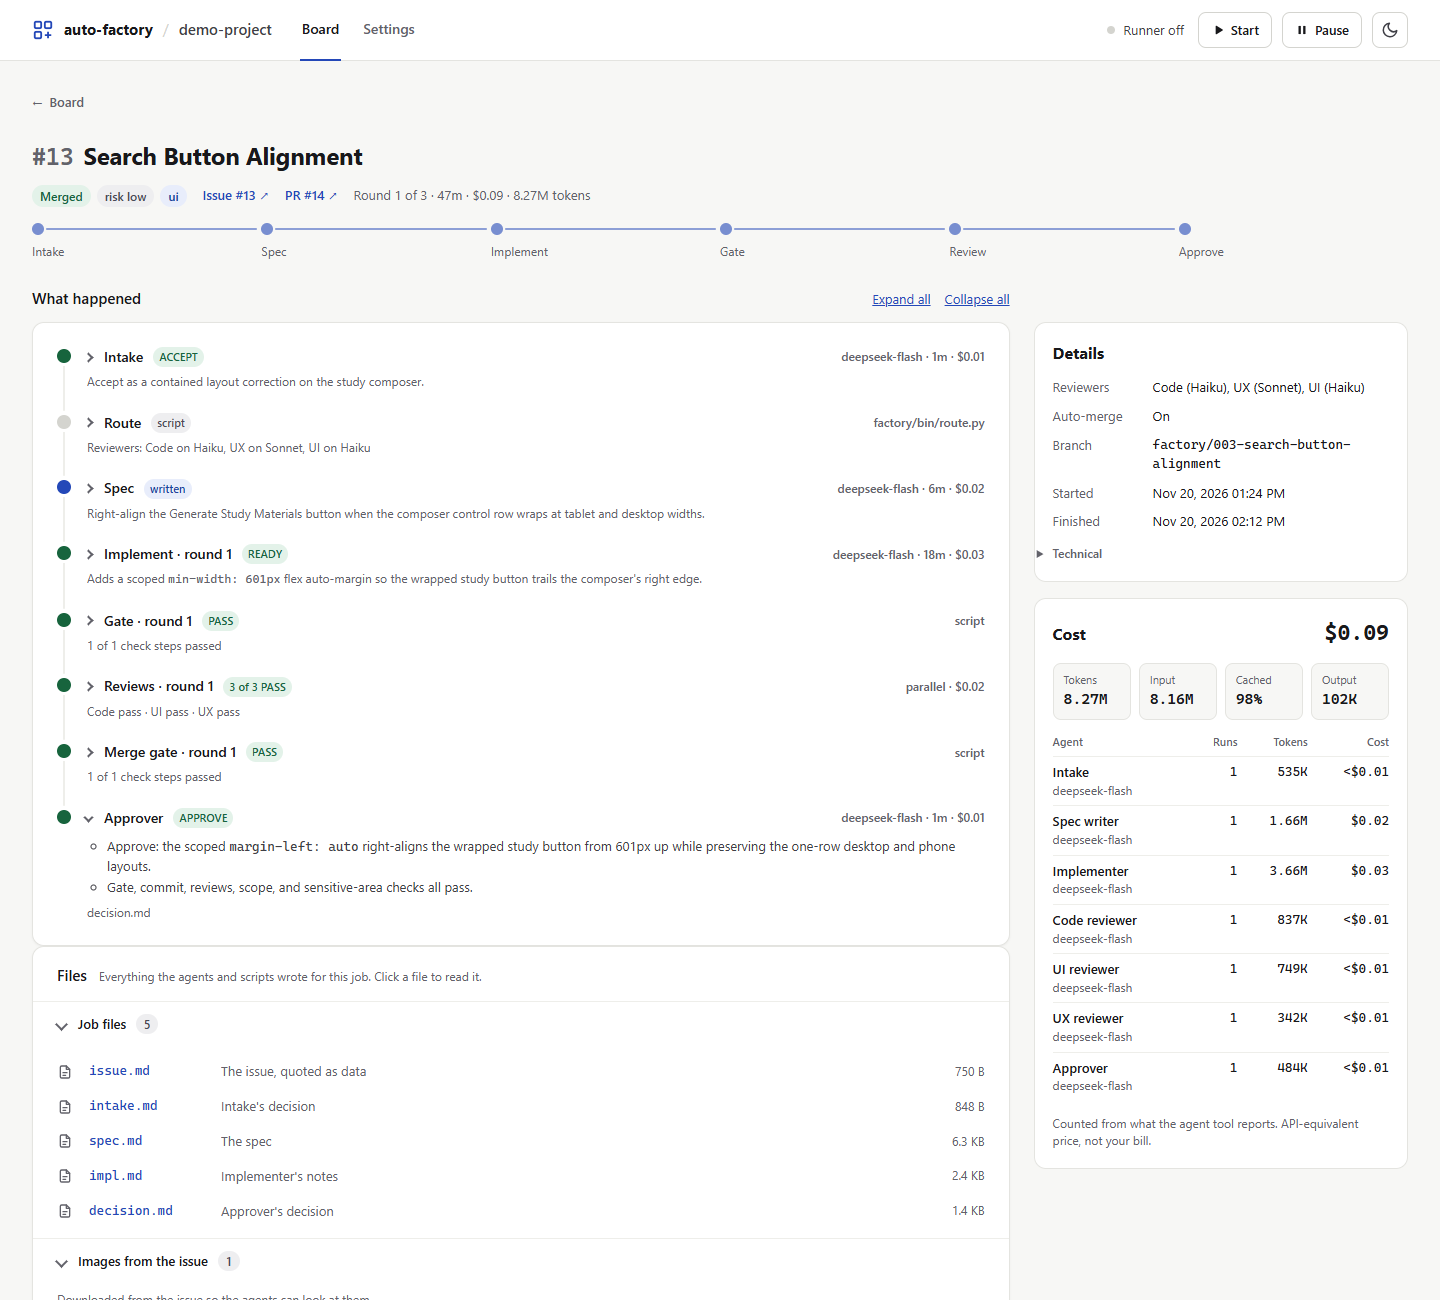 auto-factory / demo-project Board Settings Runner off Start Pause
← Board
#13 Search Button Alignment
Merged risk low ui Issue #13 ↗ PR #14 ↗ Round 1 of 3 · 47m · $0.09 · 8.27M tokens
Intake Spec Implement Gate Review Approve
What happened Expand all Collapse all
Intake ACCEPT deepseek-flash · 1m · $0.01
Accept as a contained layout correction on the study composer.
Route script factory/bin/route.py
Reviewers: Code on Haiku, UX on Sonnet, UI on Haiku
Spec written deepseek-flash · 6m · $0.02
Right-align the Generate Study Materials button when the composer control row wraps at tablet and desktop widths.
Implement · round 1 READY deepseek-flash · 18m · $0.03
Adds a scoped min-width: 601px flex auto-margin so the wrapped study button trails the composer's right edge.
Gate · round 1 PASS script
1 of 1 check steps passed
Reviews · round 1 3 of 3 PASS parallel · $0.02
Code pass · UI pass · UX pass
Merge gate · round 1 PASS script
1 of 1 check steps passed
Approver APPROVE deepseek-flash · 1m · $0.01
Approve: the scoped margin-left: auto right-aligns the wrapped study button from 601px up while preserving the one-row desktop and phone
layouts.
Gate, commit, reviews, scope, and sensitive-area checks all pass.
decision.md
Files Everything the agents and scripts wrote for this job. Click a file to read it.
Job files 5
issue.md The issue, quoted as data 750 B
intake.md Intake's decision 848 B
spec.md The spec 6.3 KB
impl.md Implementer's notes 2.4 KB
decision.md Approver's decision 1.4 KB
Images from the issue 1
Downloaded from the issue so the agents can look at them.
Details
Reviewers Code (Haiku), UX (Sonnet), UI (Haiku)
Auto-merge On
Branch factory/003-search-button-
alignment
Started Nov 20, 2026 01:24 PM
Finished Nov 20, 2026 02:12 PM
Technical
Cost $0.09
Tokens Input Cached Output
8.27M 8.16M 98% 102K
Agent Runs Tokens Cost
Intake 1 535K <$0.01
deepseek-flash
Spec writer 1 1.66M $0.02
deepseek-flash
Implementer 1 3.66M $0.03
deepseek-flash
Code reviewer 1 837K <$0.01
deepseek-flash
UI reviewer 1 749K <$0.01
deepseek-flash
UX reviewer 1 342K <$0.01
deepseek-flash
Approver 1 484K <$0.01
deepseek-flash
Counted from what the agent tool reports. API-equivalent
price, not your bill.